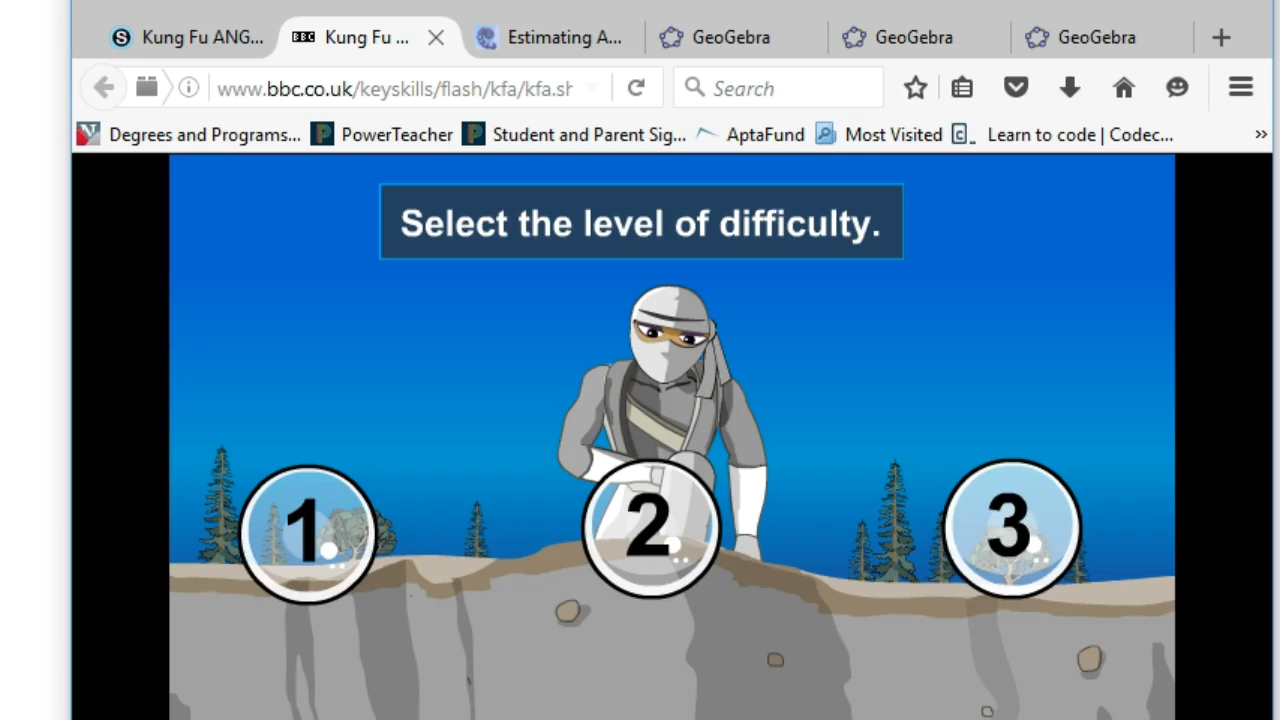 Kung Fu ANG...
BBC Kung Fu ...
Estimating A...
GeoGebra
GeoGebra
GeoGebra
www.bbc.co.uk/keyskills/flash/kfa/kfa.sh
Search
Degrees and Programs...
PowerTeacher
Student and Parent Sig...
AptaFund
Most Visited
Learn to code | Codec...
Select the level of difficulty.
1
2
3